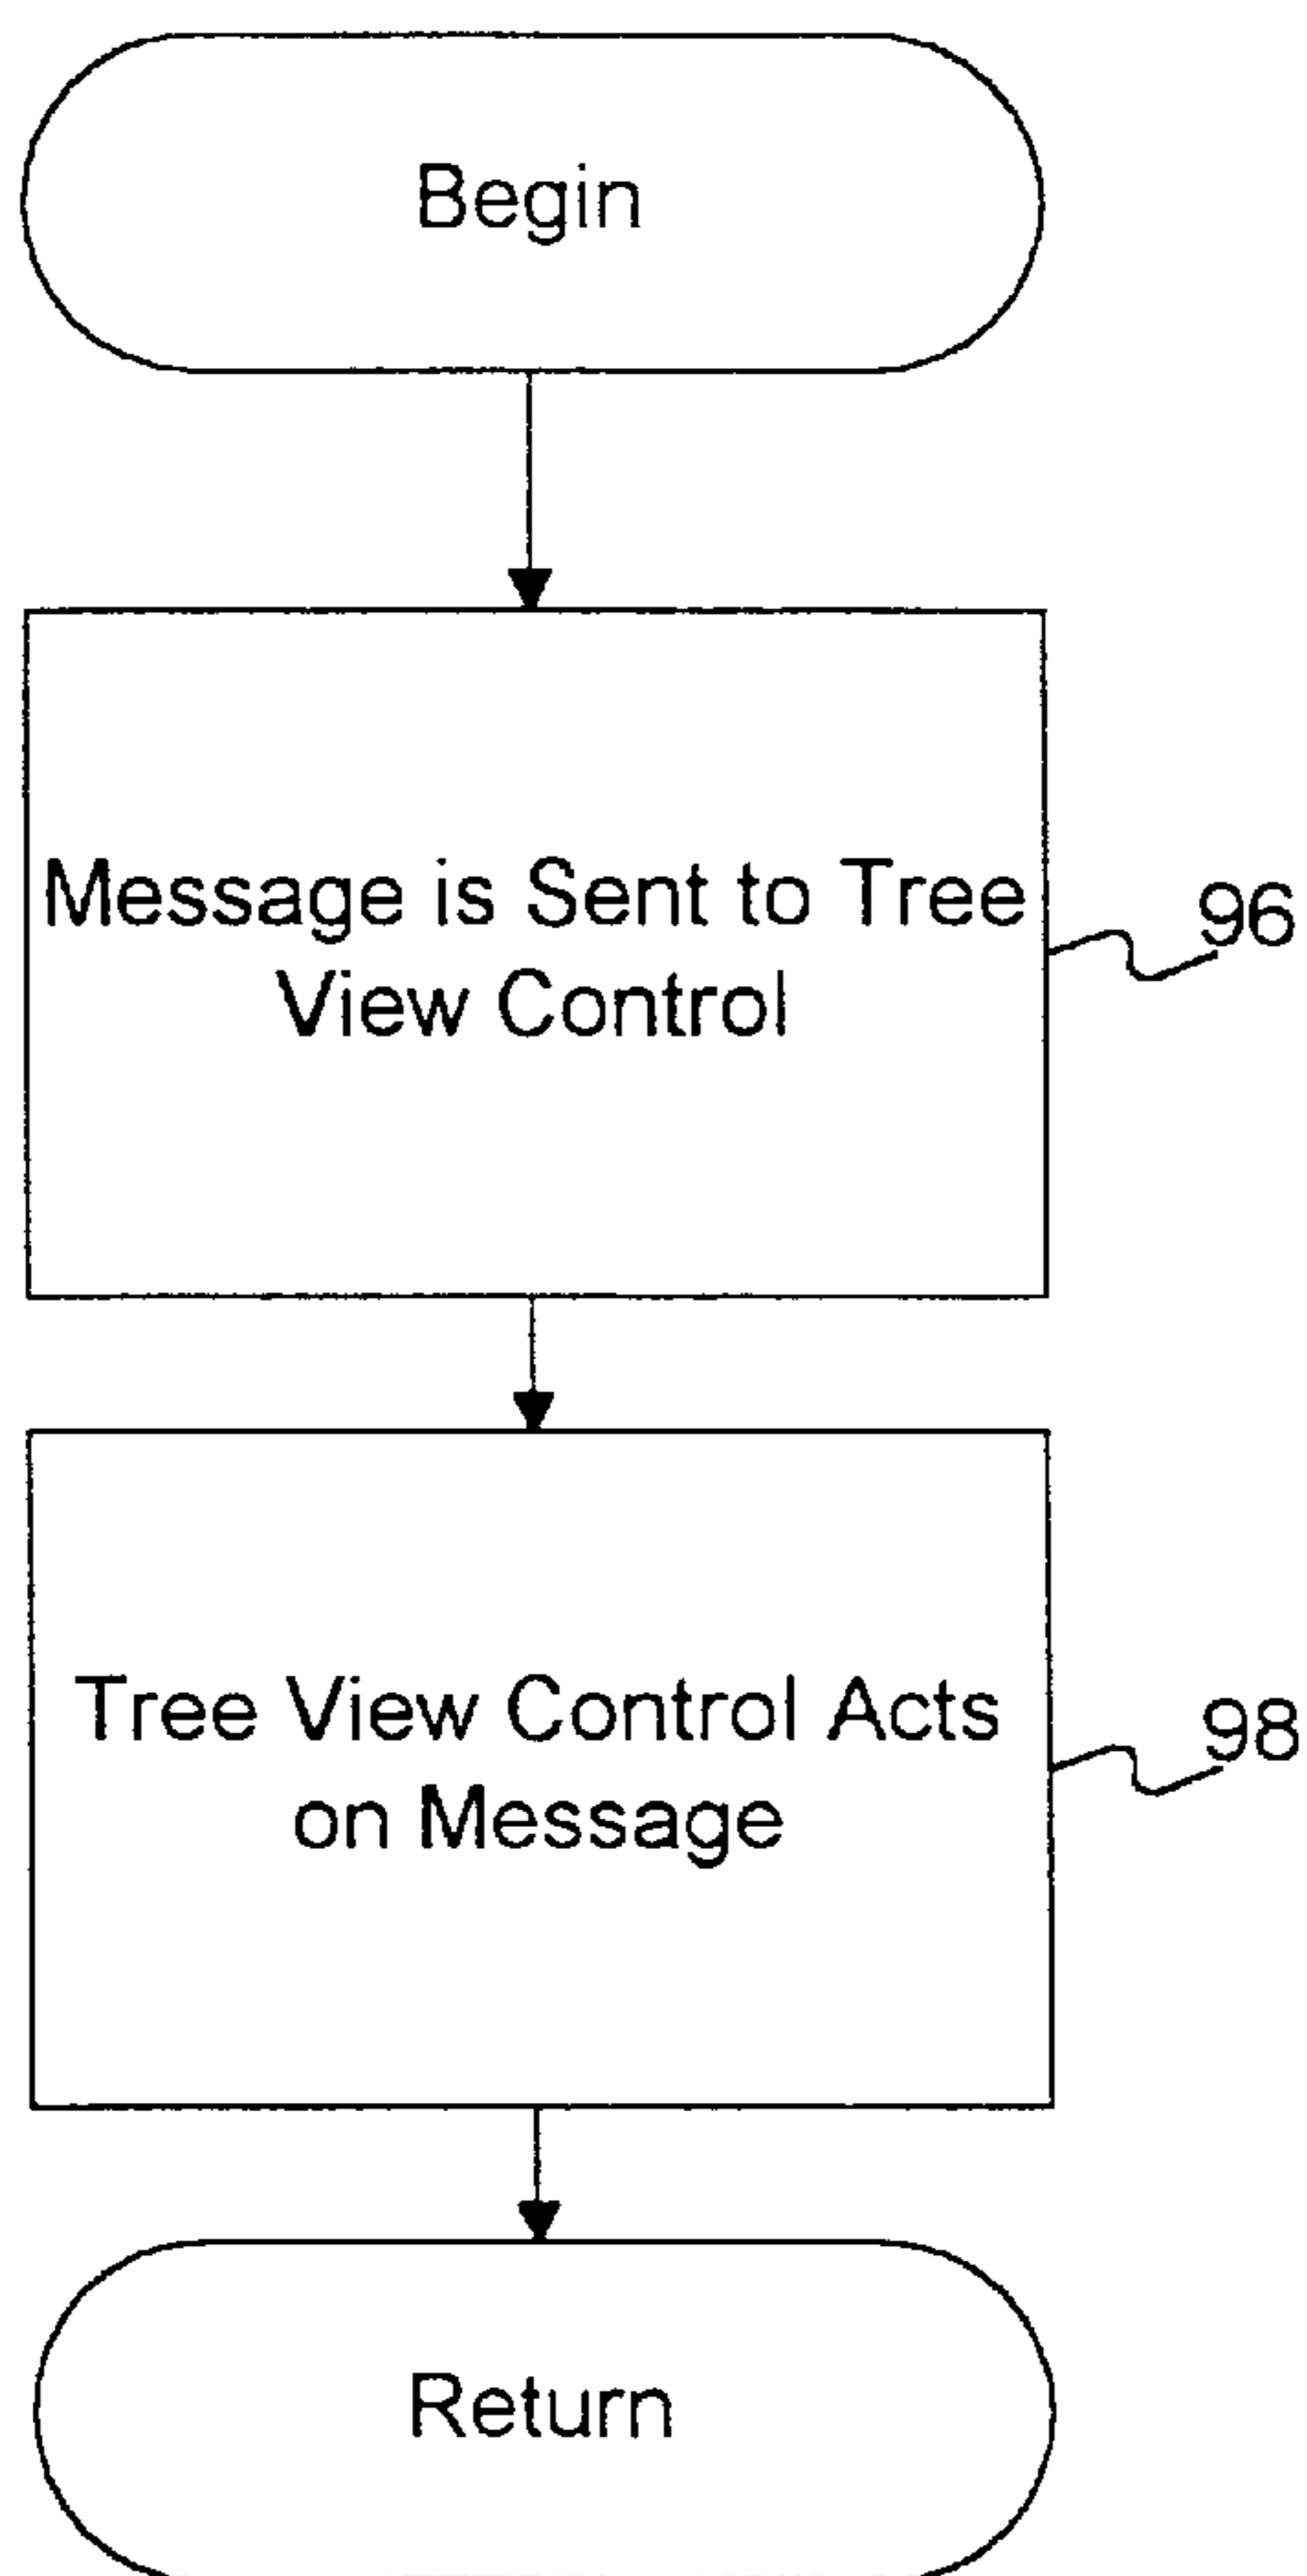 Begin
Message is Sent to Tree
View Control
96
Tree View Control Acts
on Message
98
Return